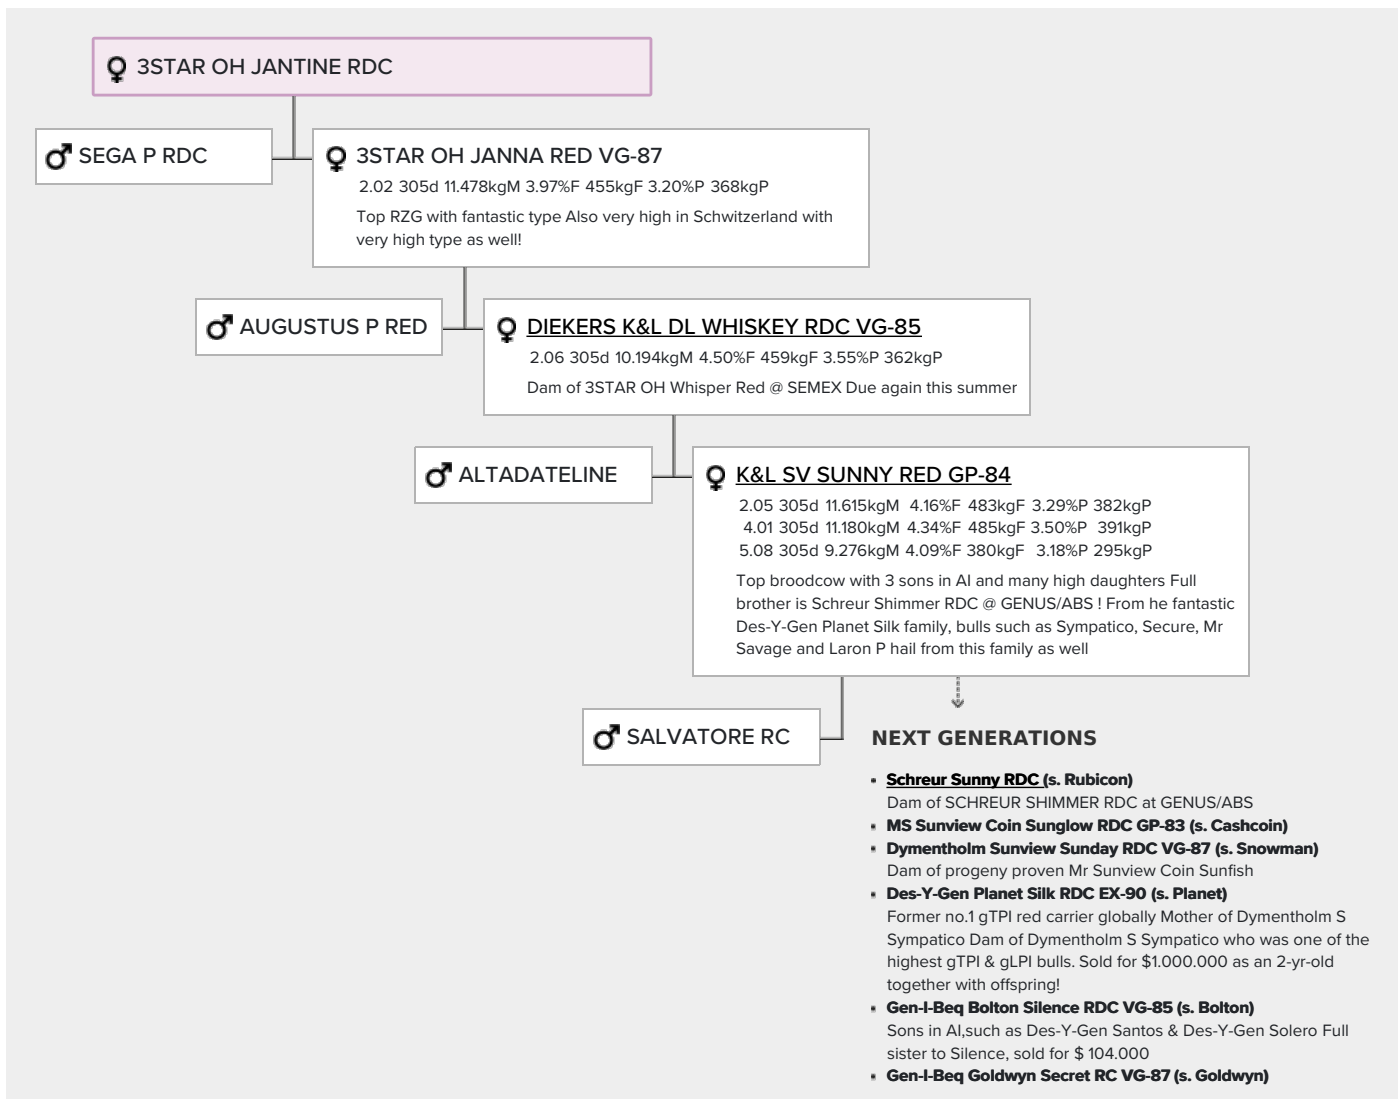 3STAR OH JANTINE RDC
SEGA P RDC
3STAR OH JANNA RED VG-87
2.02 305d 11.478kgM 3.97%F 455kgF 3.20%P 368kgP
Top RZG with fantastic type Also very high in Schwitzerland with
very high type as well!
AUGUSTUS P RED
DIEKERS K&L DL WHISKEY RDC VG-85
2.06 305d 10.194kgM 4.50%F 459kgF 3.55%P 362kgP
Dam of 3STAR OH Whisper Red @ SEMEX Due again this summer
ALTADATELINE
K&L SV SUNNY RED GP-84
2.05 305d 11.615kgM 4.16%F 483kgF 3.29%P 382kgP
4.01 305d 11.180kgM 4.34%F 485kgF 3.50%P 391kgP
5.08 305d 9.276kgM 4.09%F 380kgF 3.18%P 295kgP
Top broodcow with 3 sons in AI and many high daughters Full
brother is Schreur Shimmer RDC @ GENUS/ABS ! From he fantastic
Des-Y-Gen Planet Silk family, bulls such as Sympatico, Secure, Mr
Savage and Laron P hail from this family as well
SALVATORE RC
NEXT GENERATIONS
Schreur Sunny RDC (s. Rubicon)
Dam of SCHREUR SHIMMER RDC at GENUS/ABS
MS Sunview Coin Sunglow RDC GP-83 (s. Cashcoin)
Dymentholm Sunview Sunday RDC VG-87 (s. Snowman)
Dam of progeny proven Mr Sunview Coin Sunfish
Des-Y-Gen Planet Silk RDC EX-90 (s. Planet)
Former no.1 gTPI red carrier globally Mother of Dymentholm S
Sympatico Dam of Dymentholm S Sympatico who was one of the
highest gTPI & gLPI bulls. Sold for $1.000.000 as an 2-yr-old
together with offspring!
Gen-I-Beq Bolton Silence RDC VG-85 (s. Bolton)
Sons in AI,such as Des-Y-Gen Santos & Des-Y-Gen Solero Full
sister to Silence, sold for $ 104.000
Gen-I-Beq Goldwyn Secret RC VG-87 (s. Goldwyn)